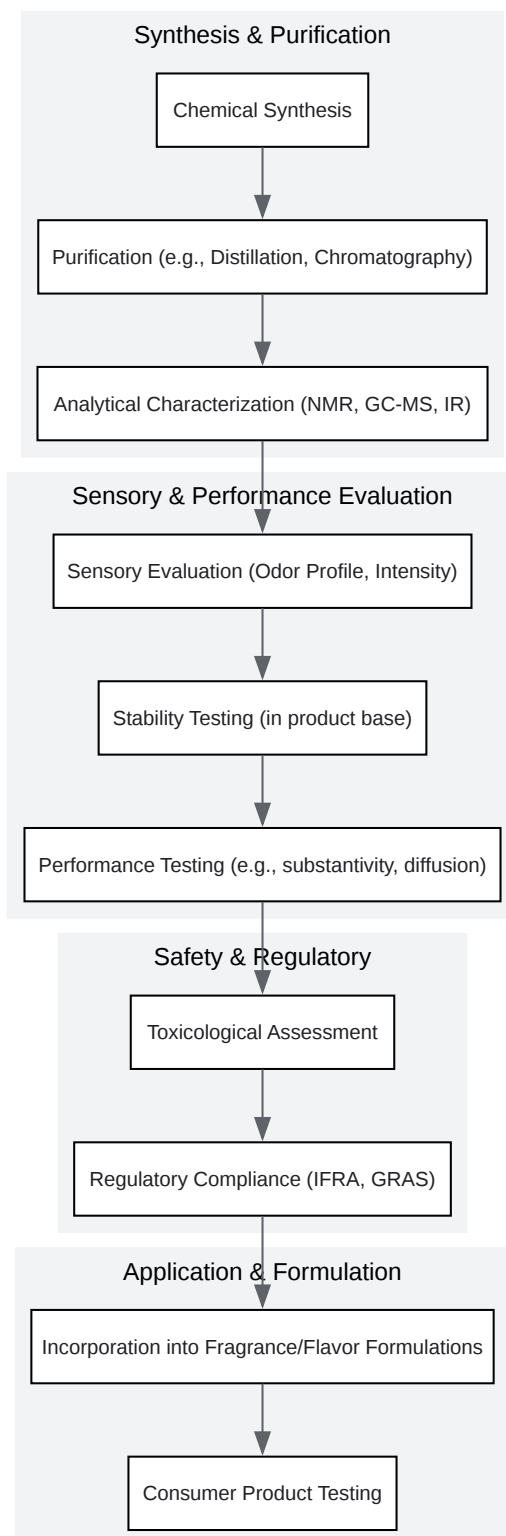 Synthesis & Purification
Chemical Synthesis
Purification (e.g., Distillation, Chromatography)
Analytical Characterization (NMR, GC-MS, IR)
Sensory & Performance Evaluation
Sensory Evaluation (Odor Profile, Intensity)
Stability Testing (in product base)
Performance Testing (e.g., substantivity, diffusion)
Safety & Regulatory
Toxicological Assessment
Regulatory Compliance (IFRA, GRAS)
Application & Formulation
Incorporation into Fragrance/Flavor Formulations
Consumer Product Testing